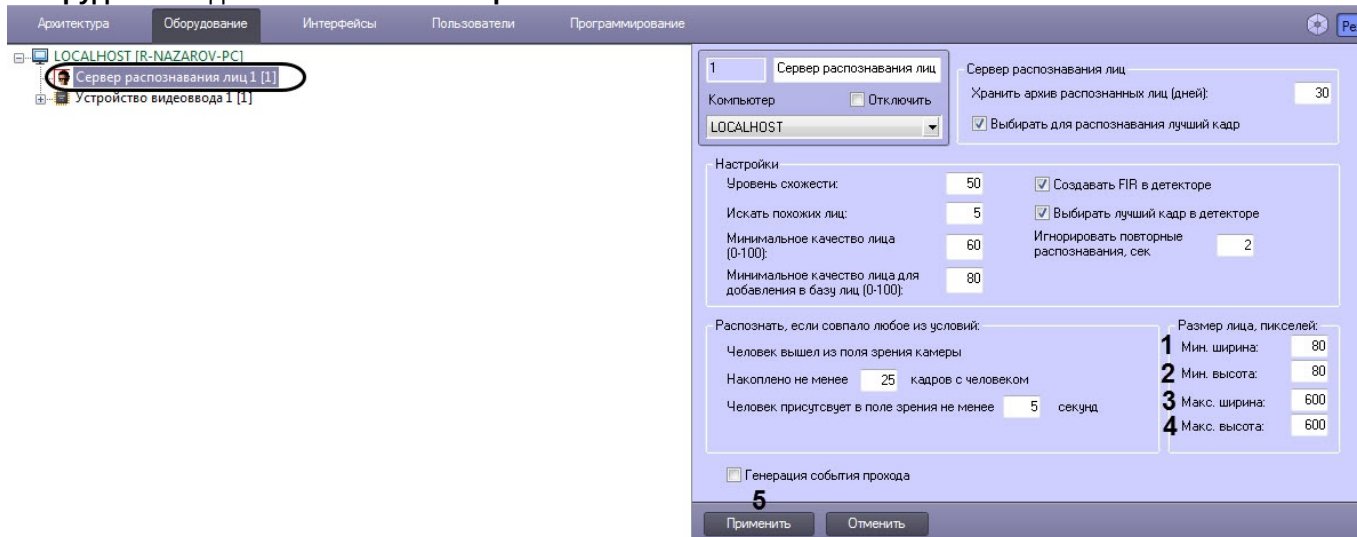 Архитектура Оборудование Интерфейсы Пользователи Программирование
LOCALHOST [R-NAZAROV-PC]
Сервер распознавания лиц 1 [1]
Устройство видеоввода 1 [1]
1 Сервер распознавания лиц
Компьютер Отключить
LOCALHOST
Сервер распознавания лиц
Хранить архив распознанных лиц (дней): 30
Выбирать для распознавания лучший кадр
Настройки
Уровень схожести: 50 Создавать FIR в детекторе
Искать похожих лиц: 5 Выбирать лучший кадр в детекторе
Минимальное качество лица
(0-100): 60
Игнорировать повторные
распознавания, сек 2
Минимальное качество лица для
добавления в базу лиц (0-100): 80
Распознать, если совпало любое из условий:
Человек вышел из поля зрения камеры
Накоплено не менее 25 кадров с человеком
Человек присутсвует в поле зрения не менее 5 секунд
Размер лица, пикселей:
1 Мин. ширина: 80
2 Мин. высота: 80
3 Макс. ширина: 600
4 Макс. высота: 600
Генерация события прохода
5
Применить Отменить